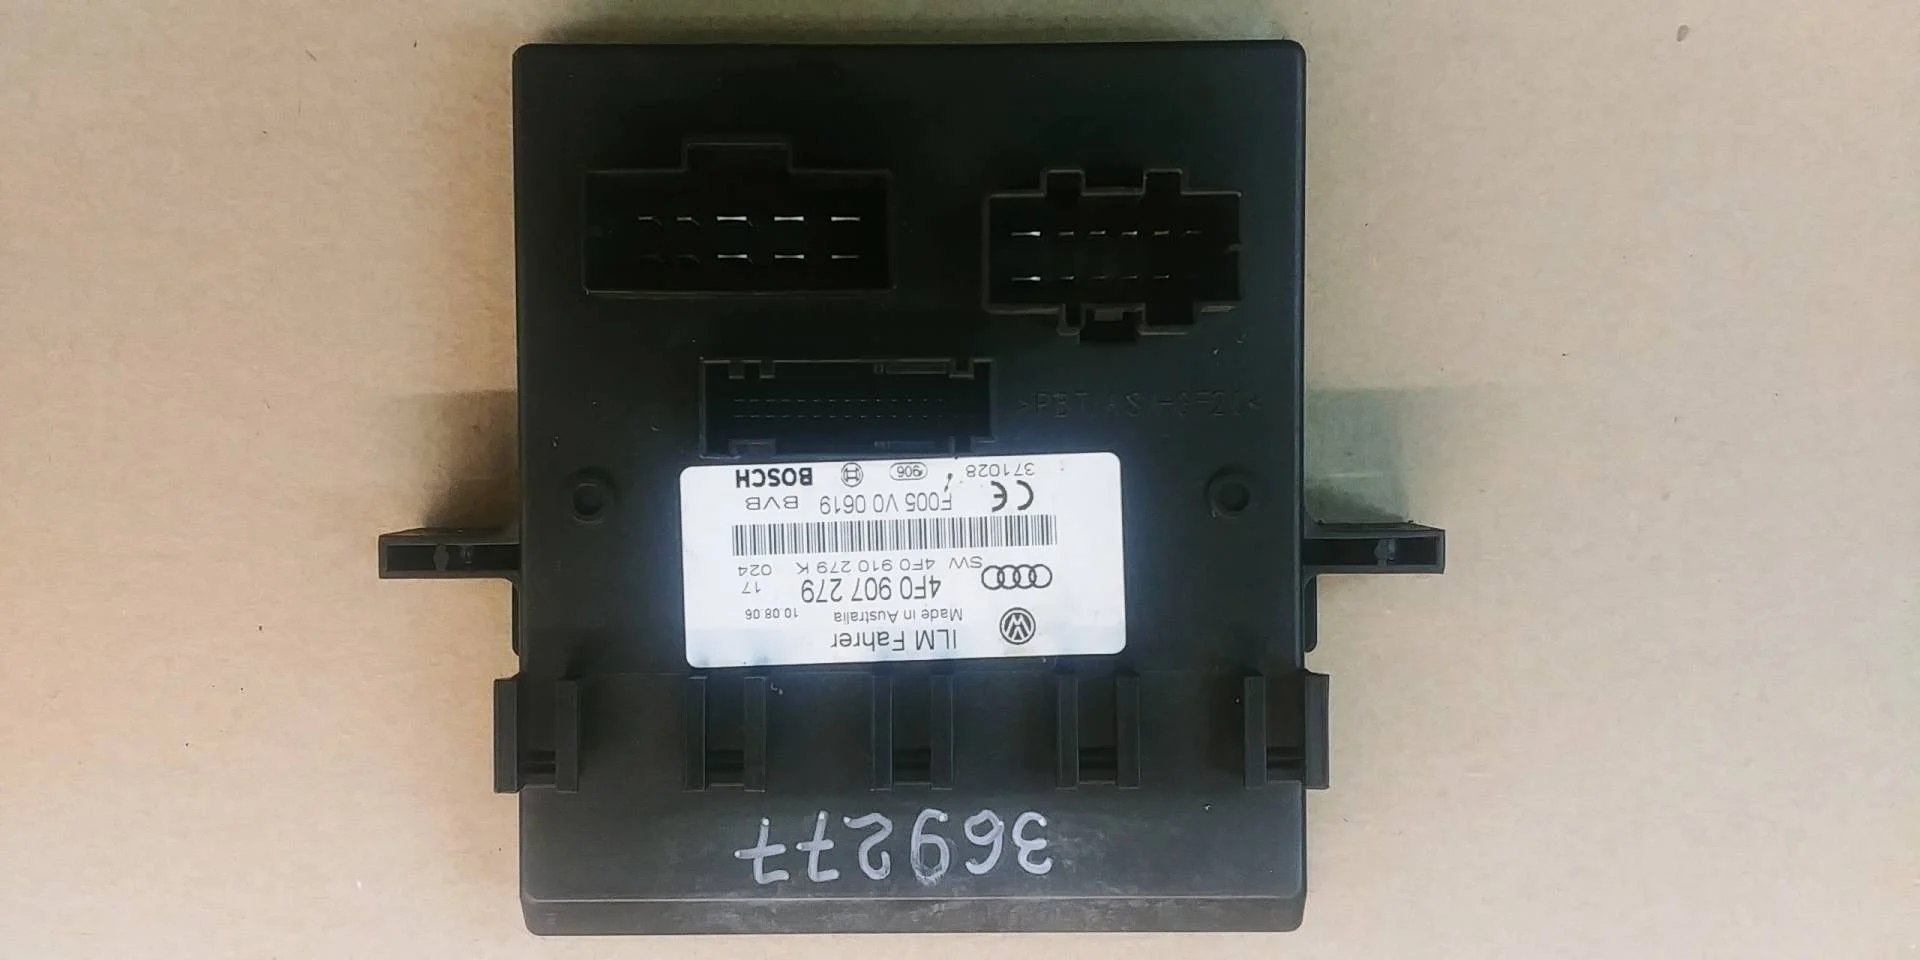 ILM Fahrer
Made in Australia 10.08.06
4F0 907 279 17
SW 4F0 910 279 K 024
CE F005 V0 0619 BVB
371028 906 BOSCH
369277